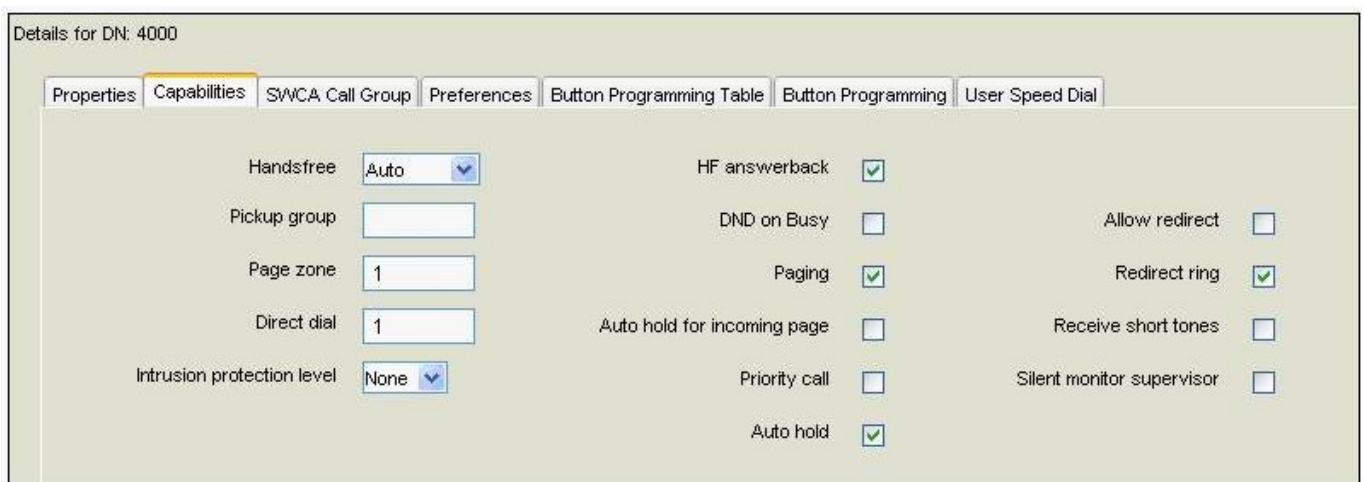 Details for DN: 4000
Properties Capabilities SWCA Call Group Preferences Button Programming Table Button Programming User Speed Dial
Handsfree Auto HF answerback
Pickup group DND on Busy Allow redirect
Page zone 1 Paging Redirect ring
Direct dial 1 Auto hold for incoming page Receive short tones
Intrusion protection level None Priority call Silent monitor supervisor
Auto hold